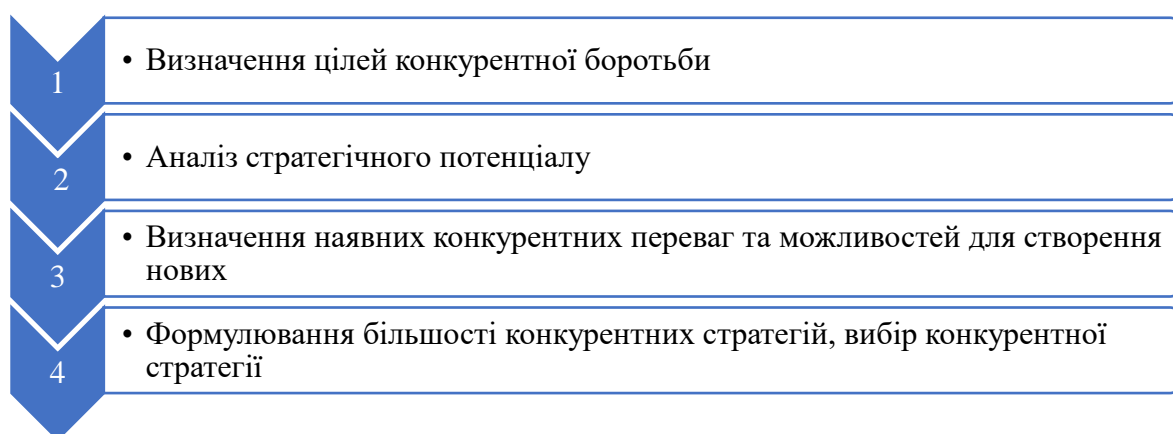 1
• Визначення цілей конкурентної боротьби
2
• Аналіз стратегічного потенціалу
3
• Визначення наявних конкурентних переваг та можливостей для створення
нових
4
• Формулювання більшості конкурентних стратегій, вибір конкурентної
стратегії